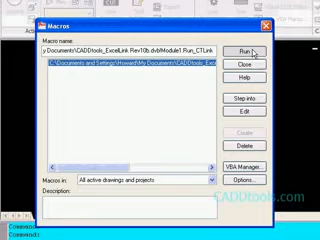 Macros
Macro name:
y Documents\CADDtools_ExcelLink Rev10b.dvb!Module1.Run_CTLink
C:\Documents and Settings\Howard\My Documents\CADDtools_Exc
Run
Close
Help
Step into
Edit
Create
Delete
VBA Manager...
Options...
Macros in:
All active drawings and projects
Description:
CADDtools.com
Command:
Command: